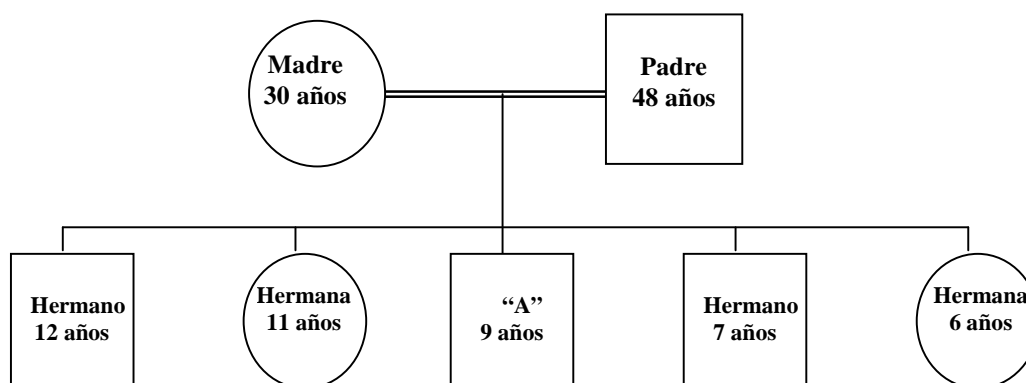 Madre
30 años
Padre
48 años
Hermano
12 años
Hermana
11 años
“A”
9 años
Hermano
7 años
Hermana
6 años